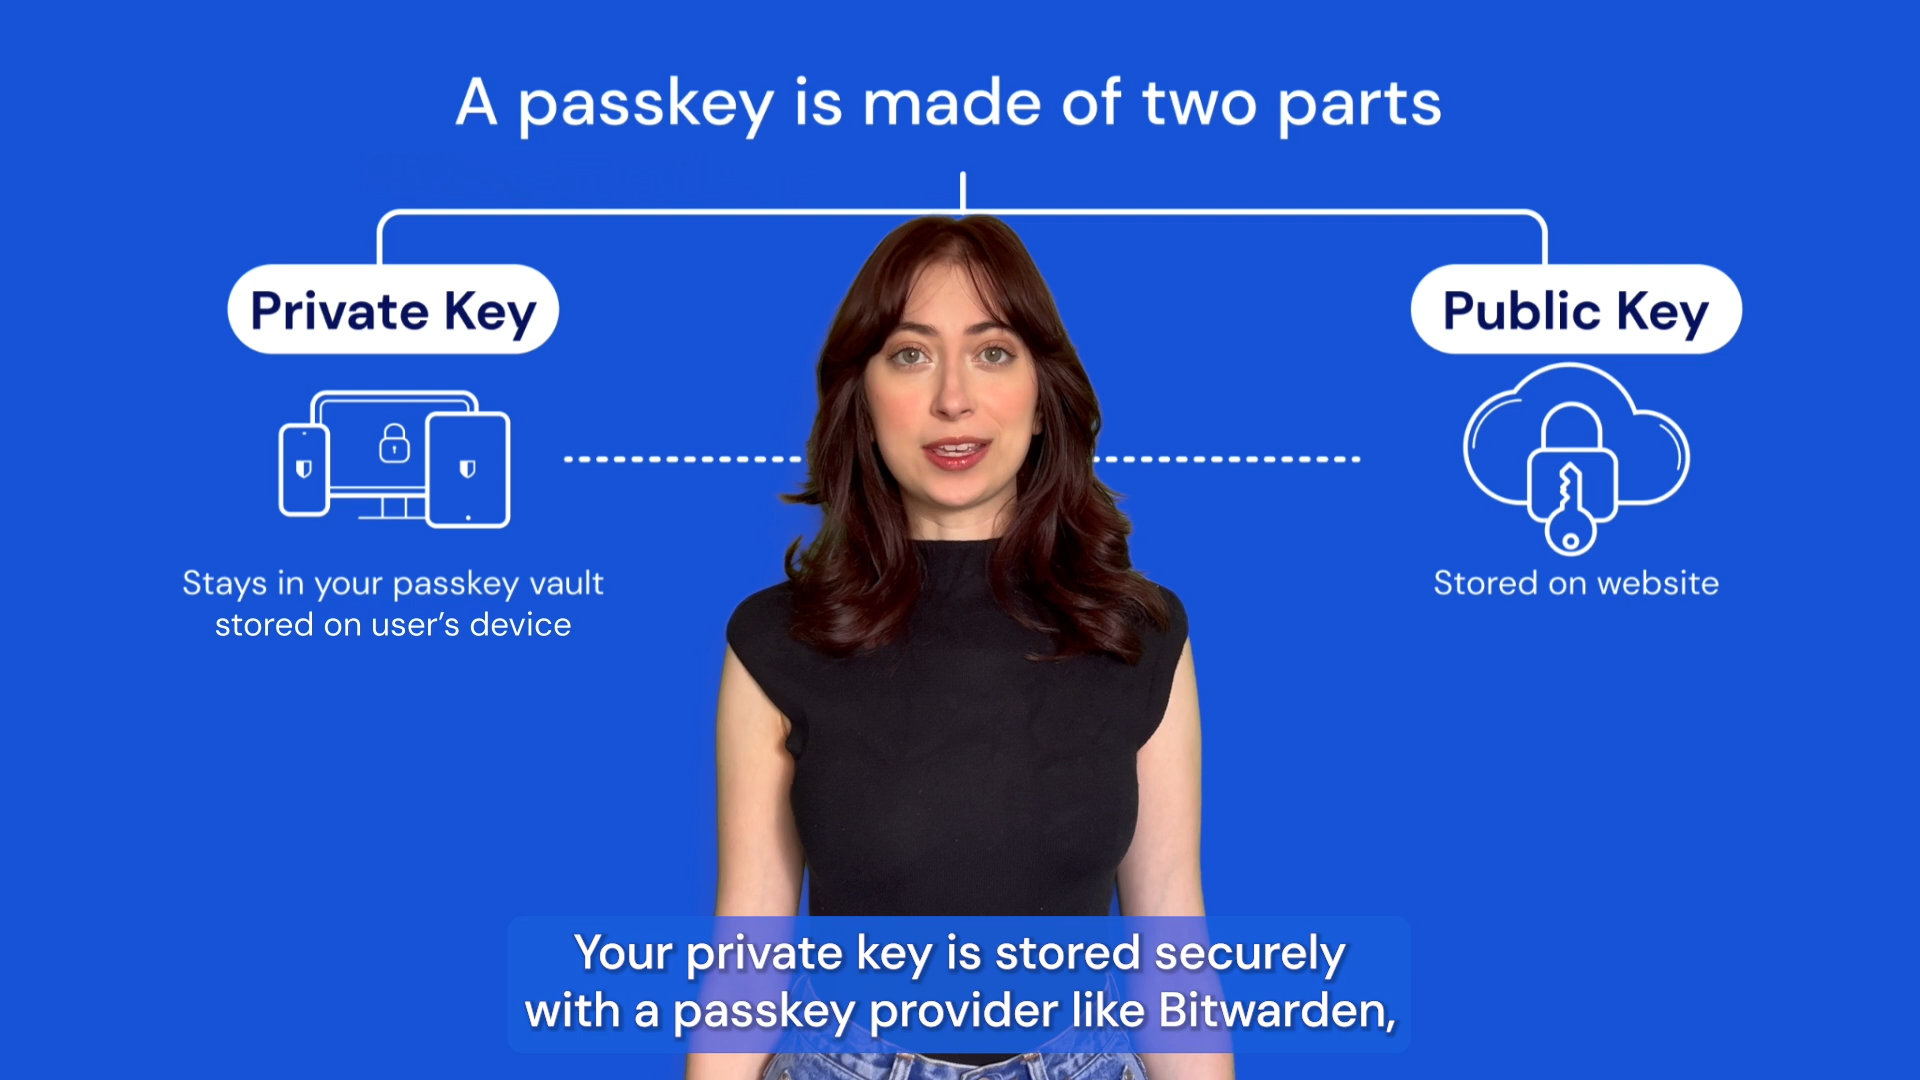 A passkey is made of two parts
Private Key
Public Key
Stays in your passkey vault
stored on user’s device
Stored on website
Your private key is stored securely
with a passkey provider like Bitwarden,